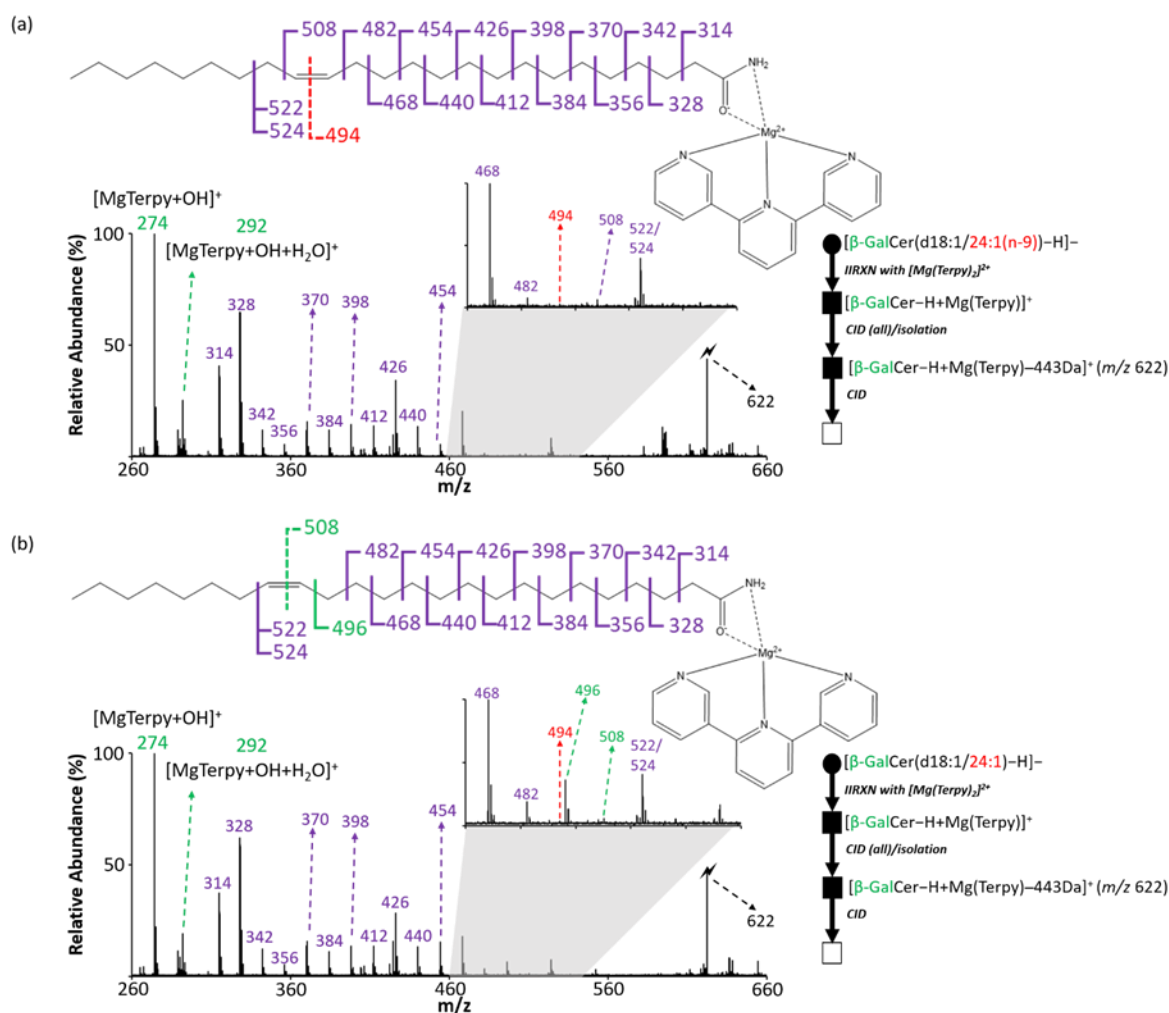 (a)
508 482 454 426 398 370 342 314
NH₂
O
522
524
494
468 440 412 384 356 328
Mg²⁺
N N N
[MgTerpy+OH]⁺
274 292
[MgTerpy+OH+H₂O]⁺
100
50
Relative Abundance (%)
314
328
342
356
370
384
398
412
426
440
454
468
482
494
508
522/
524
622
260 360 460 560 660
m/z
[β-GalCer(d18:1/24:1(n-9))–H]–
IIRXN with [Mg(Terpy)₂]²⁺
[β-GalCer–H+Mg(Terpy)]⁺
CID (all)/isolation
[β-GalCer–H+Mg(Terpy)–443Da]⁺ (m/z 622)
CID
(b)
508
482 454 426 398 370 342 314
NH₂
O
522
524
496
468 440 412 384 356 328
Mg²⁺
N N N
[MgTerpy+OH]⁺
274 292
[MgTerpy+OH+H₂O]⁺
100
50
Relative Abundance (%)
314
328
342
356
370
384
398
412
426
440
454
468
482
494
496
508
522/
524
622
260 360 460 560 660
m/z
[β-GalCer(d18:1/24:1)–H]–
IIRXN with [Mg(Terpy)₂]²⁺
[β-GalCer–H+Mg(Terpy)]⁺
CID (all)/isolation
[β-GalCer–H+Mg(Terpy)–443Da]⁺ (m/z 622)
CID